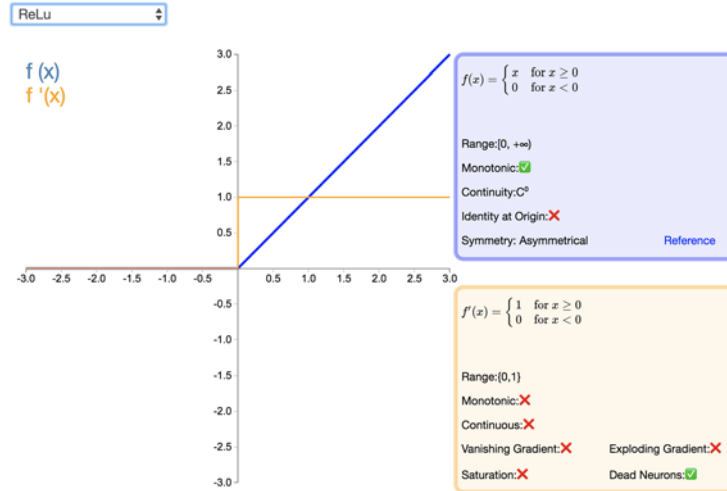 ReLu
f (x)
f '(x)
3.0
2.5
2.0
1.5
1.0
0.5
-3.0 -2.5 -2.0 -1.5 -1.0 -0.5 0.5 1.0 1.5 2.0 2.5 3.0
-0.5
-1.0
-1.5
-2.0
-2.5
-3.0
f(x) = { x for x ≥ 0
0 for x < 0
Range:[0, +∞)
Monotonic:✅
Continuity:C⁰
Identity at Origin:❌
Symmetry: Asymmetrical Reference
f′(x) = { 1 for x ≥ 0
0 for x < 0
Range:{0,1}
Monotonic:❌
Continuous:❌
Vanishing Gradient:❌ Exploding Gradient:❌
Saturation:❌ Dead Neurons:✅